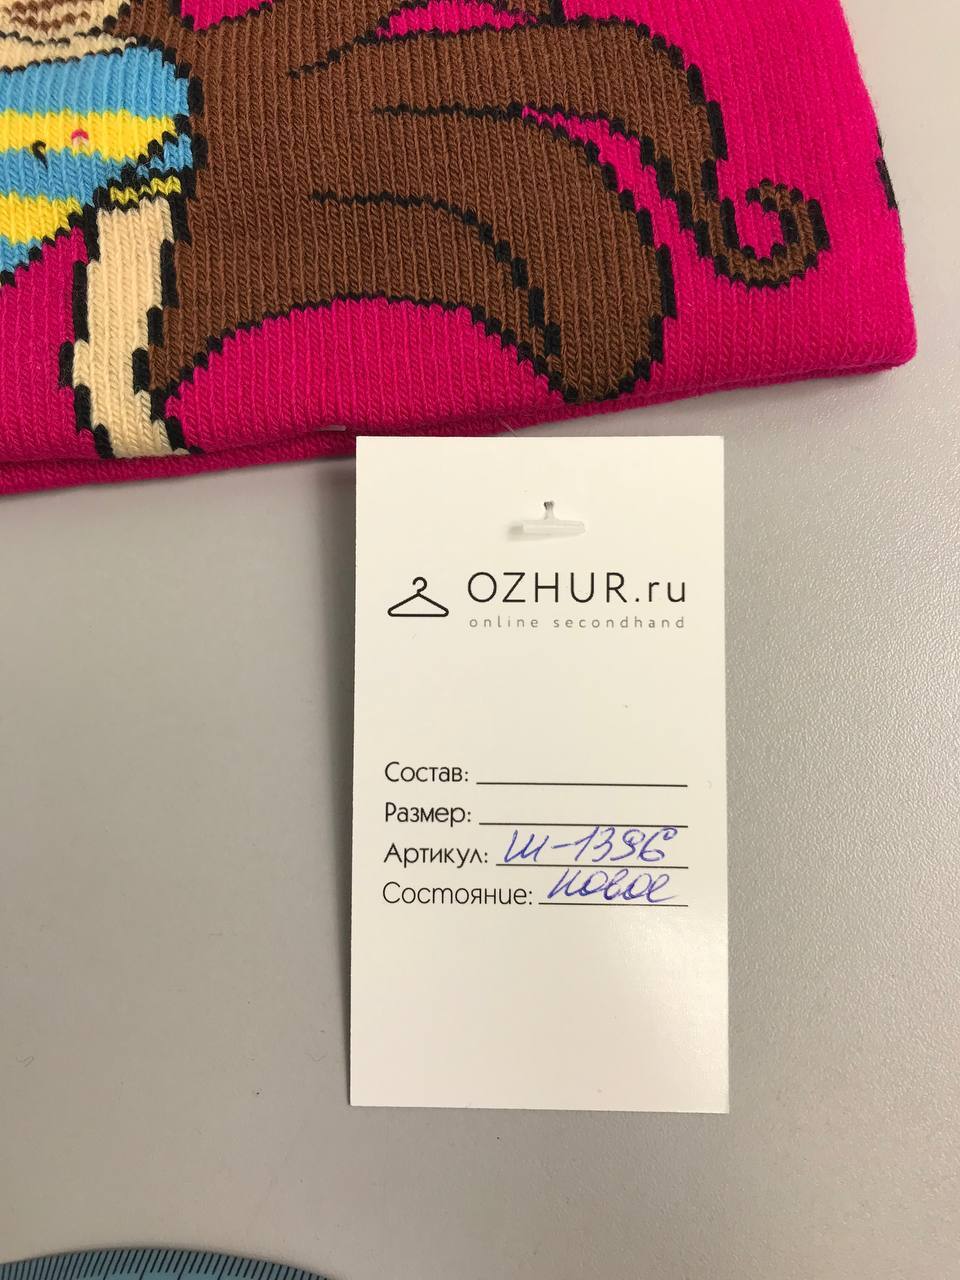 OZHUR.ru
online secondhand
Состав:
Размер:
Артикул: Ш-1396
Состояние: новое